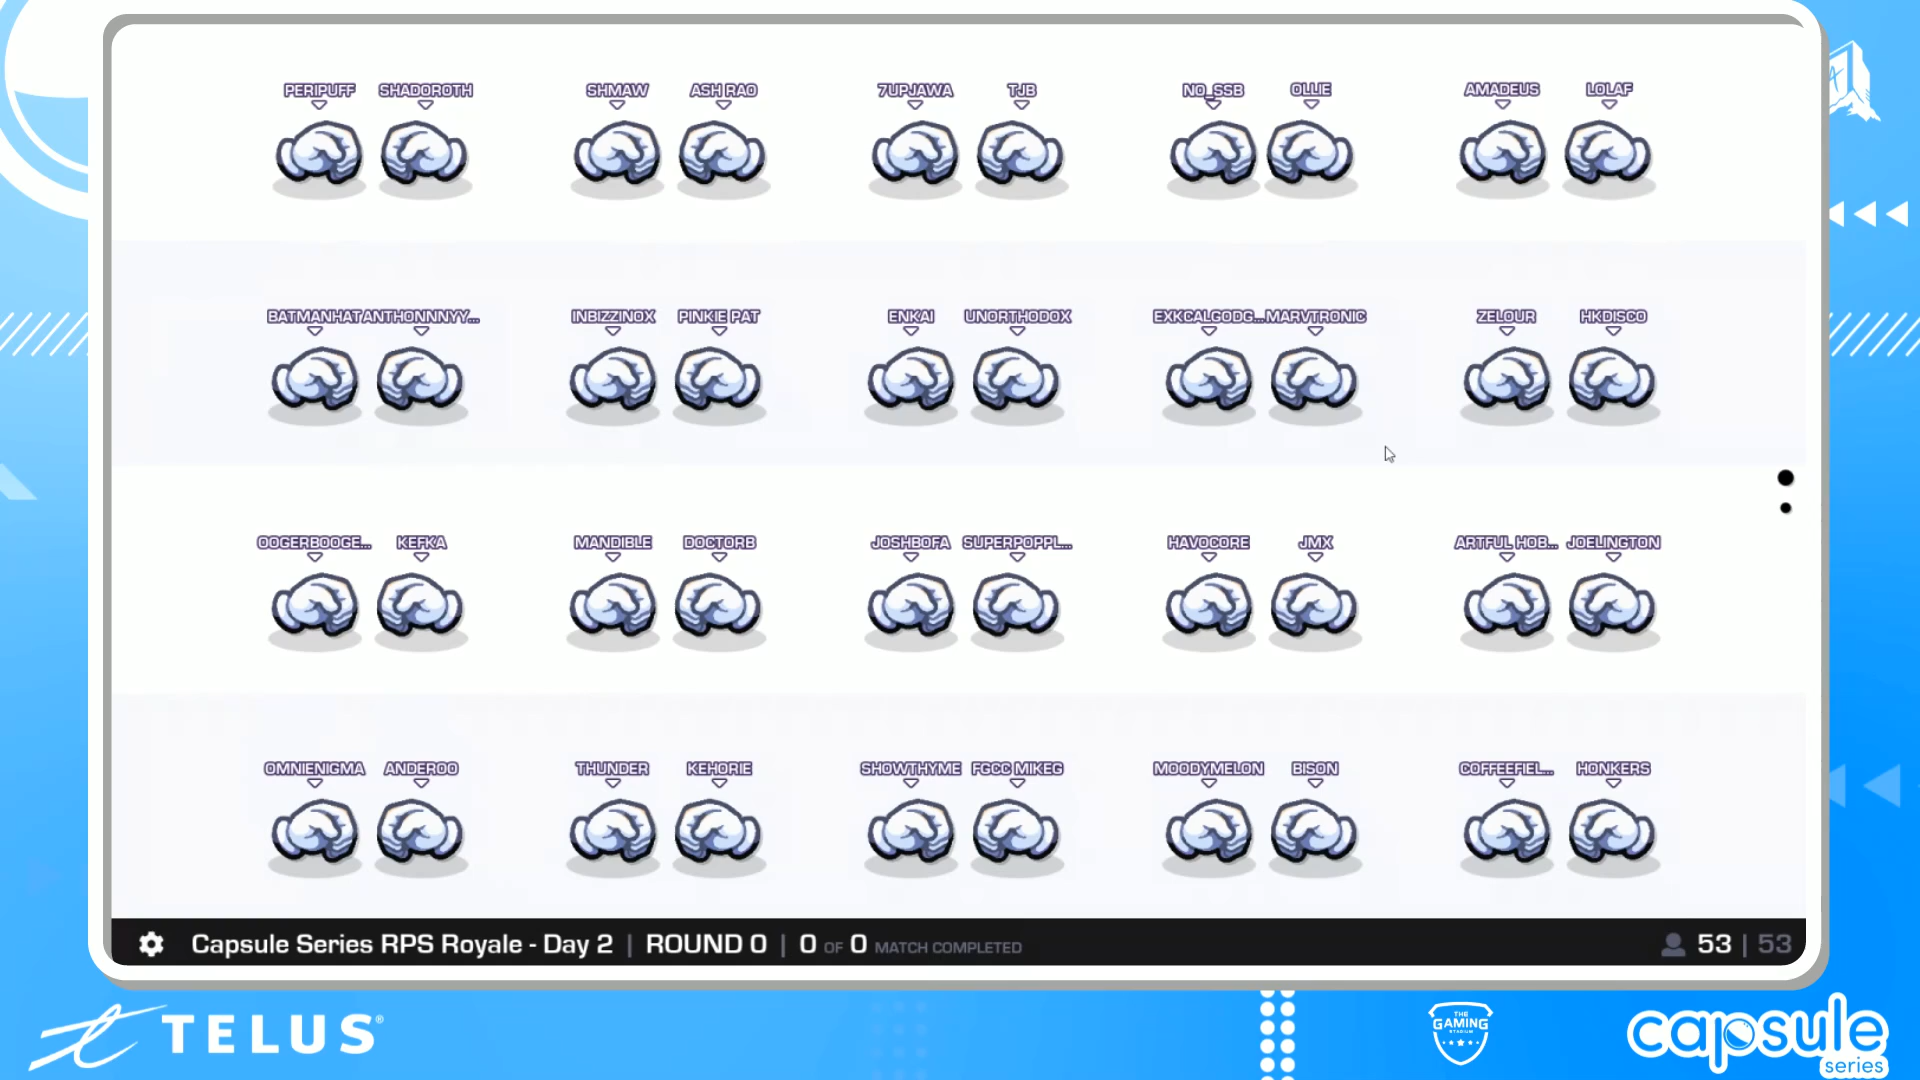 PERIPUFF SHADOROTH SHMAW ASH RAO 7UPJAWA TJB NO_SSB OLLIE AMADEUS LOLAF
BATMANHAT ANTHONNNYY... INBIZZINOX PINKIE PAT ENKAI UNORTHODOX EXKCALGODG... MARVTRONIC ZELOUR HKDISCO
OOGERBOOGE... KEFKA MANDIBLE DOCTORB JOSHBOFA SUPERPOPPL... HAVOCORE JMX ARTFUL HOB... JOELINGTON
OMNIENIGMA ANDEROO THUNDER KEHORIE SHOWTHYME FGCC MIKEG MOODYMELON BISON COFFEEFIEL... HONKERS
Capsule Series RPS Royale - Day 2 | ROUND 0 | 0 OF 0 MATCH COMPLETED 53 | 53
TELUS®
THE
GAMING
STADIUM
capsule
series